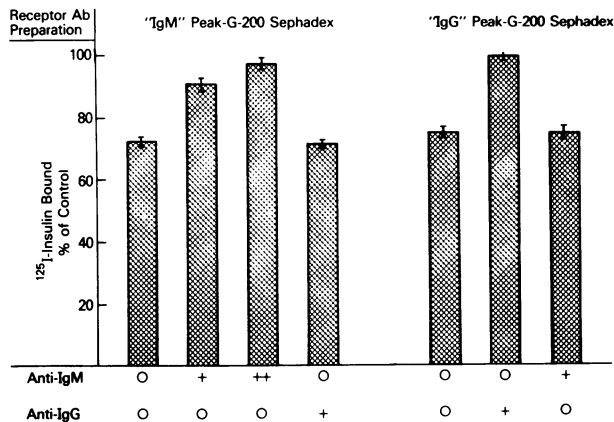 Receptor Ab
Preparation
"IgM" Peak-G-200 Sephadex
"IgG" Peak-G-200 Sephadex
125I-Insulin Bound
% of Control
100
80
60
40
20
Anti-IgM O + ++ O O O +
Anti-IgG O O O + O + O